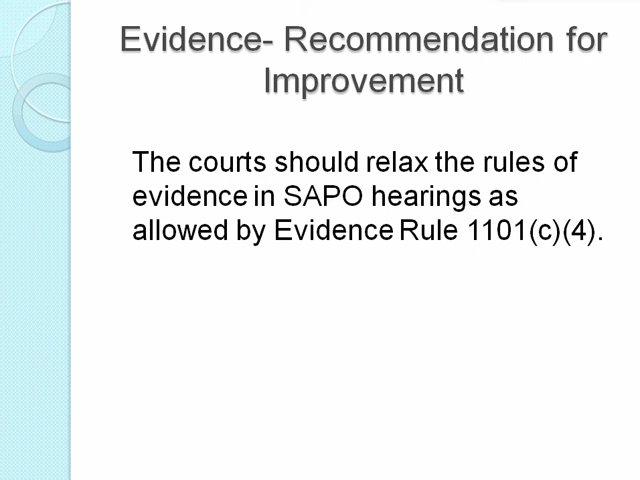 Evidence- Recommendation for
Improvement
The courts should relax the rules of
evidence in SAPO hearings as
allowed by Evidence Rule 1101(c)(4).